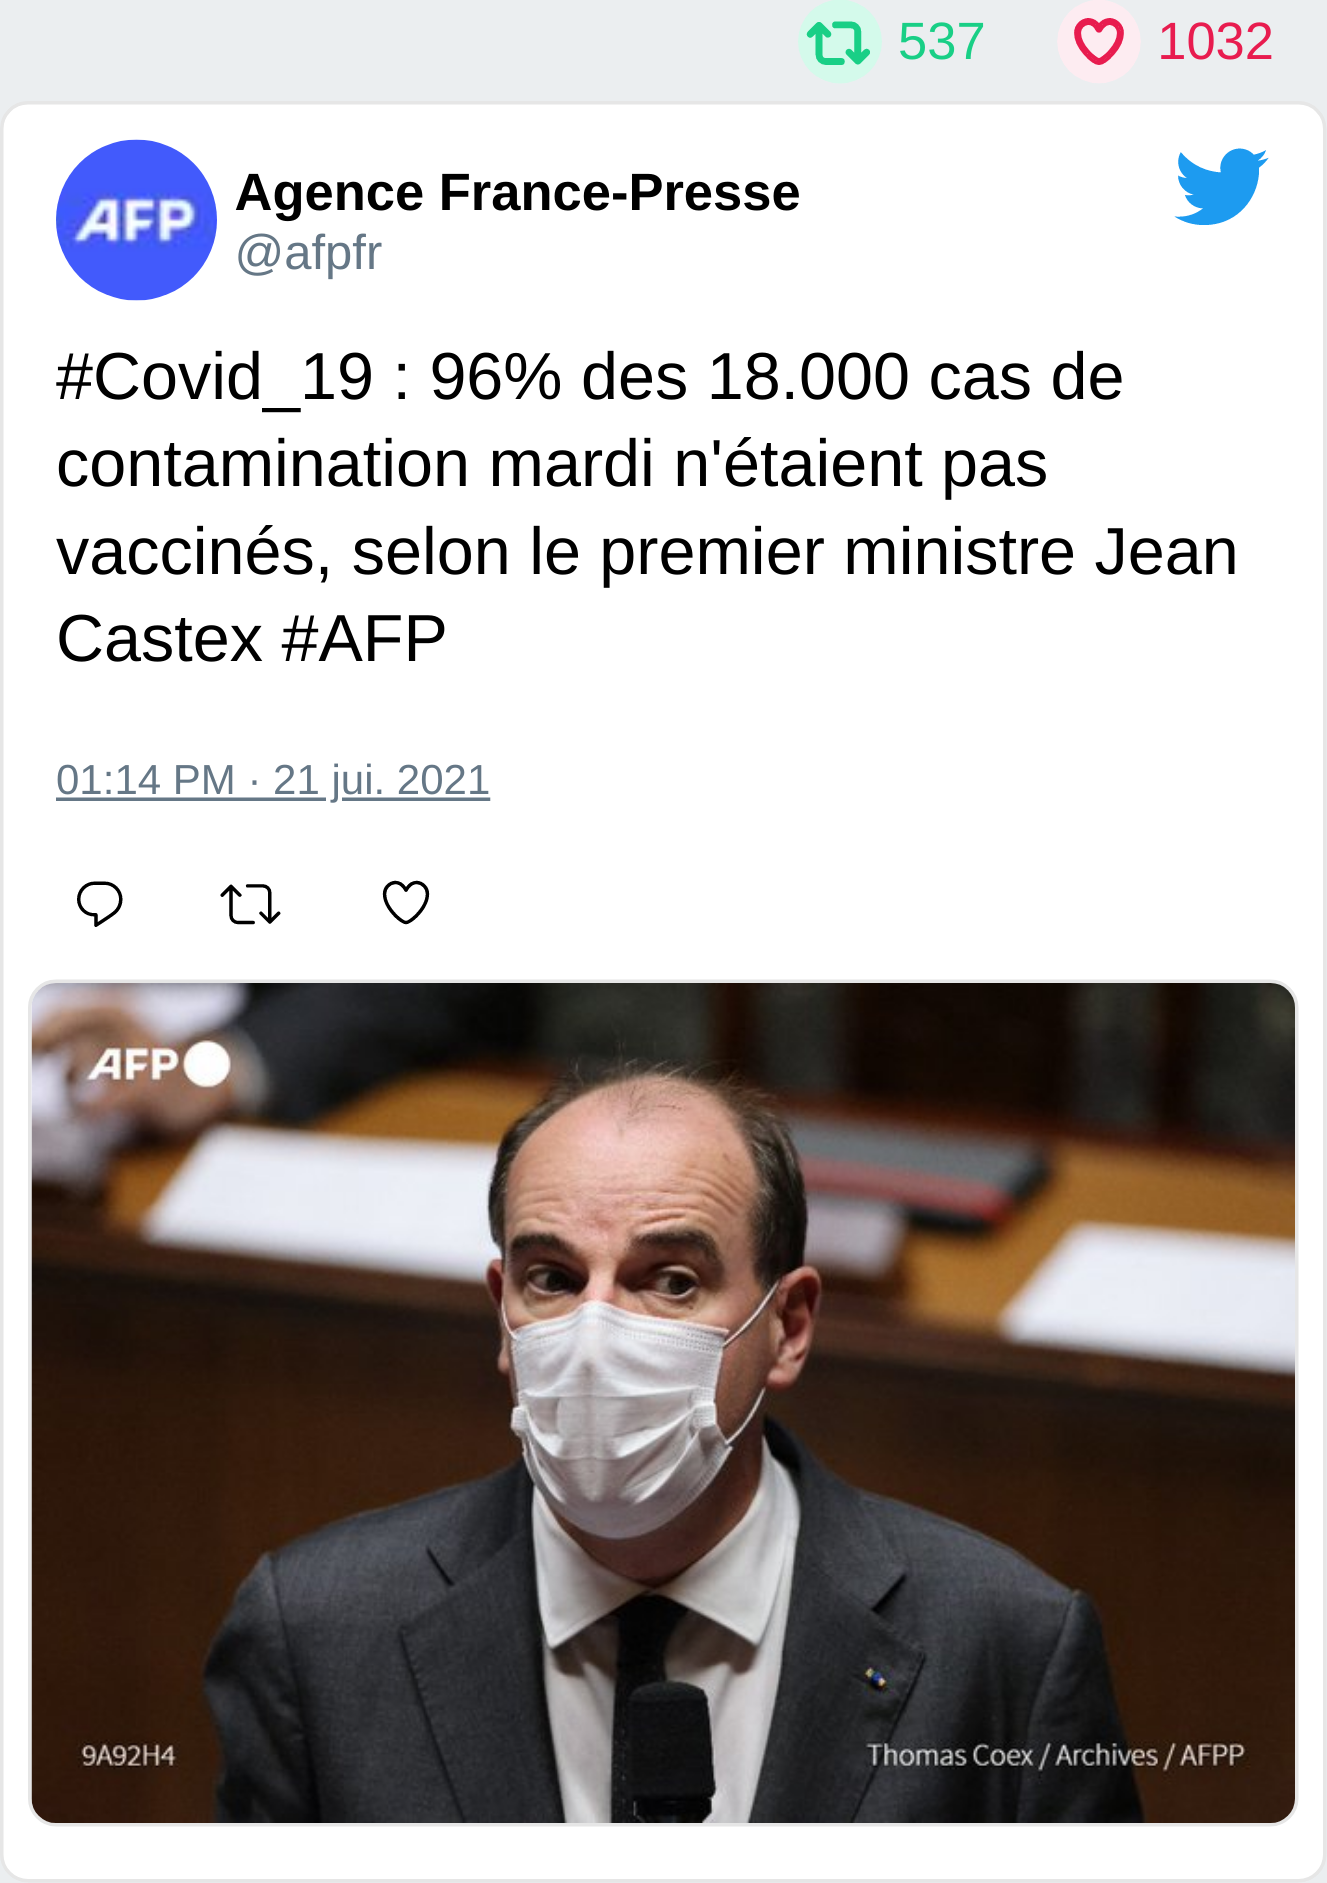 537 1032
AFP
Agence France-Presse
@afpfr
#Covid_19 : 96% des 18.000 cas de
contamination mardi n'étaient pas
vaccinés, selon le premier ministre Jean
Castex #AFP
01:14 PM · 21 jui. 2021
AFP
9A92H4 Thomas Coex / Archives / AFPP